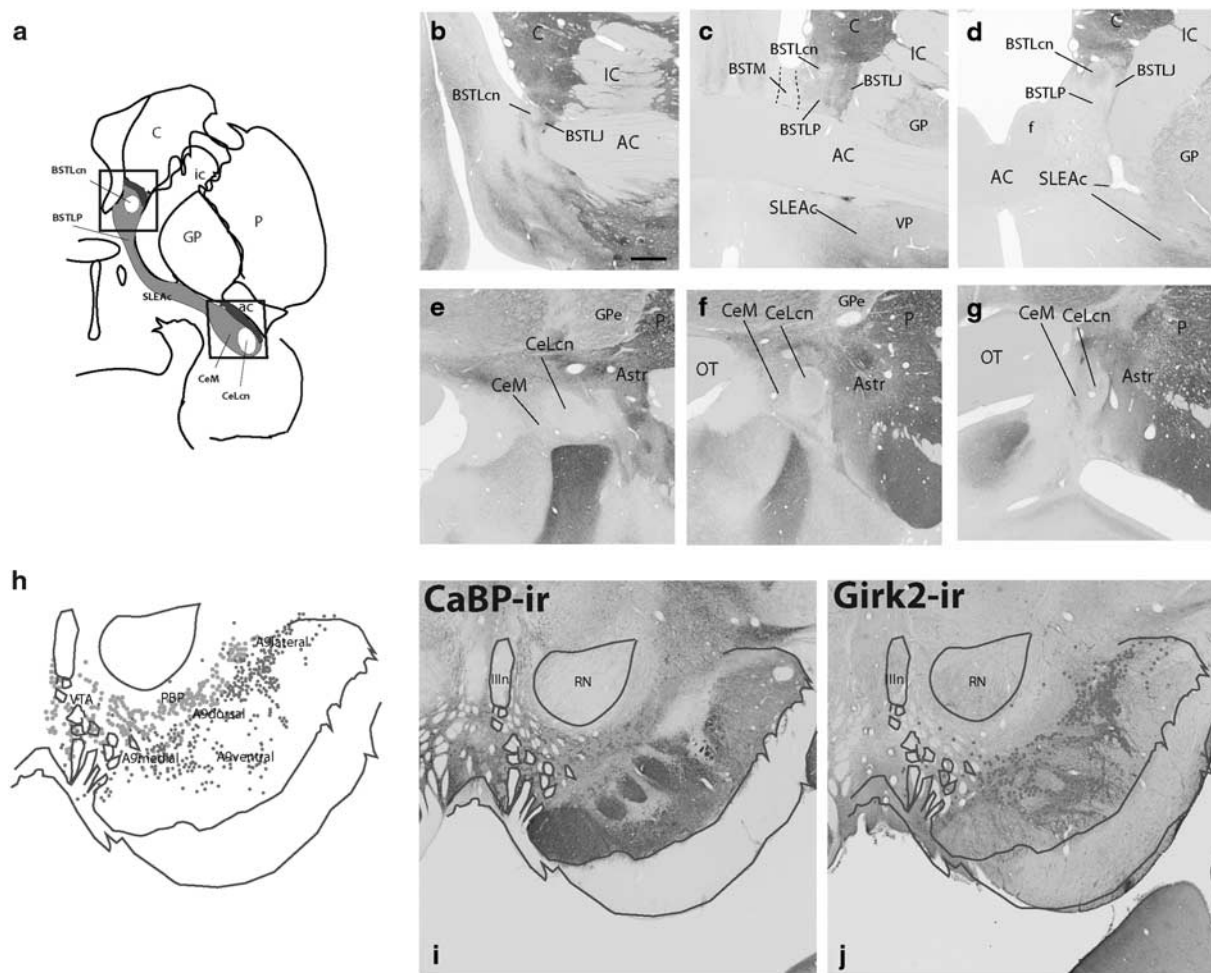 a
C
BSTLcn
ic
BSTLP
P
GP
SLEAc
ac
CeM
CeLcn
b
C
IC
BSTLcn
BSTLJ
AC
c
C
BSTLcn
IC
BSTM
BSTLJ
BSTLP
GP
AC
SLEAc
VP
d
C
IC
BSTLcn
BSTLJ
BSTLP
f
GP
AC
SLEAc
e
GPe
P
CeLcn
Astr
CeM
f
GPe
CeM
CeLcn
P
OT
Astr
g
CeM
CeLcn
P
OT
Astr
h
A9lateral
VTA
PBP
A9dorsal
A9medial
A9ventral
CaBP-ir
IIIn
RN
i
Girk2-ir
IIIn
RN
j